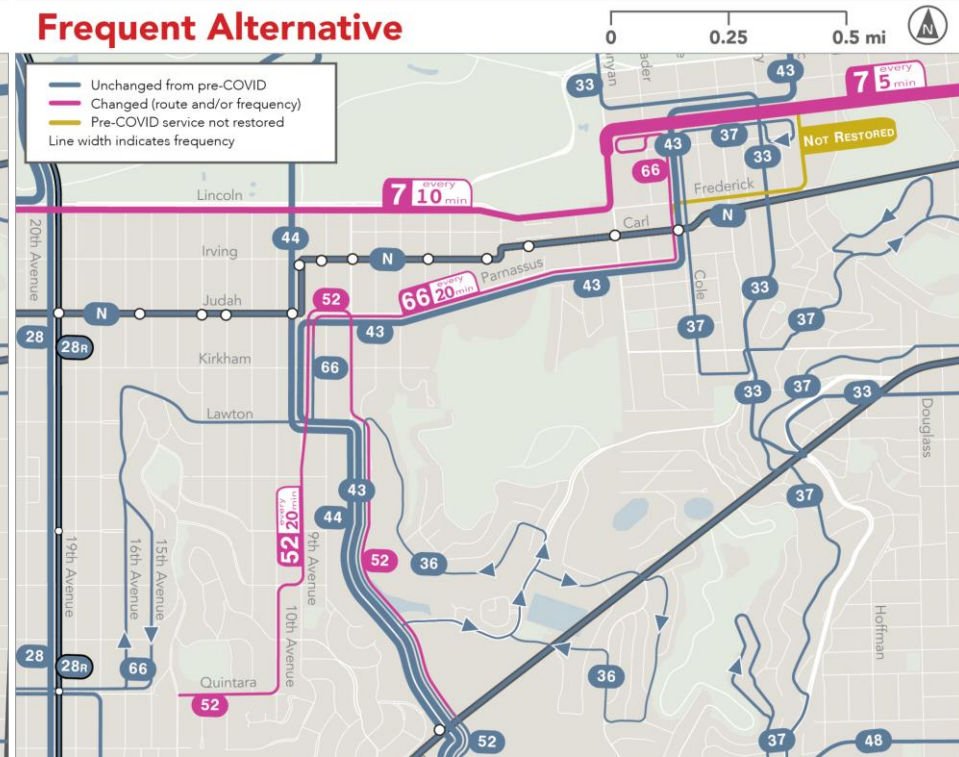 Frequent Alternative
0
0.25
0.5 mi
N
Unchanged from pre-COVID
Changed (route and/or frequency)
Pre-COVID service not restored
Line width indicates frequency
33
43
7 every 5 min
37
43
33
NOT RESTORED
66
Frederick
Lincoln
7 every 10 min
Carl
N
20th Avenue
44
Irving
N
Parnassus
66 every 20 min
43
Cole
33
Judah
N
52
43
37
37
28
28R
Kirkham
66
37
33
33
Lawton
Douglass
43
44
52 every 20 min
37
19th Avenue
16th Avenue
15th Avenue
9th Avenue
52
36
10th Avenue
Hoffman
28
28R
66
36
Quintara
52
52
37
48